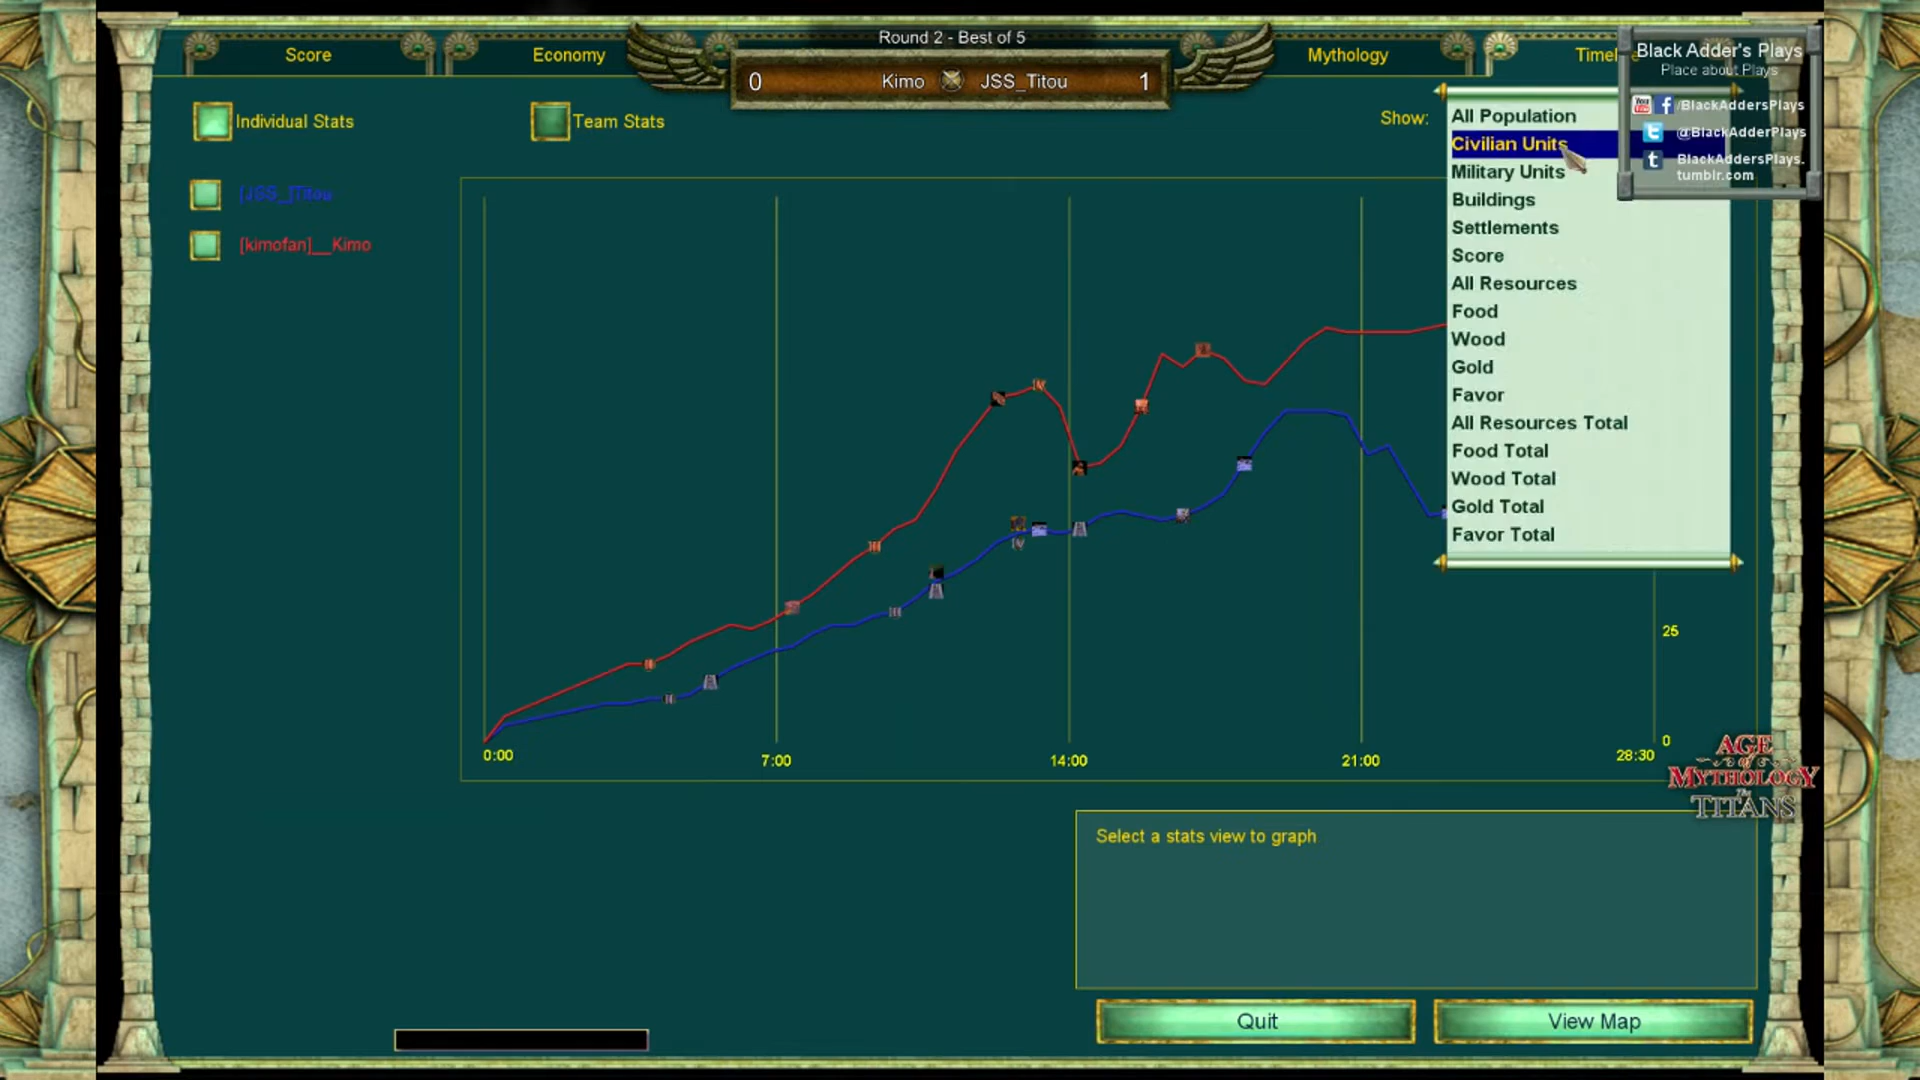 Round 2 - Best of 5
Score
Economy
Mythology
0
Kimo
JSS_Titou
1
Black Adder's Plays
Place about Plays
/BlackAddersPlays
@BlackAdderPlays
BlackAddersPlays.
tumblr.com
Individual Stats
Team Stats
Show:
[JSS_]Titou
[kimofan]__Kimo
All Population
Civilian Units
Military Units
Buildings
Settlements
Score
All Resources
Food
Wood
Gold
Favor
All Resources Total
Food Total
Wood Total
Gold Total
Favor Total
25
0
0:00
7:00
14:00
21:00
28:30
AGE
of
MYTHOLOGY
The
TITANS
Select a stats view to graph
Quit
View Map